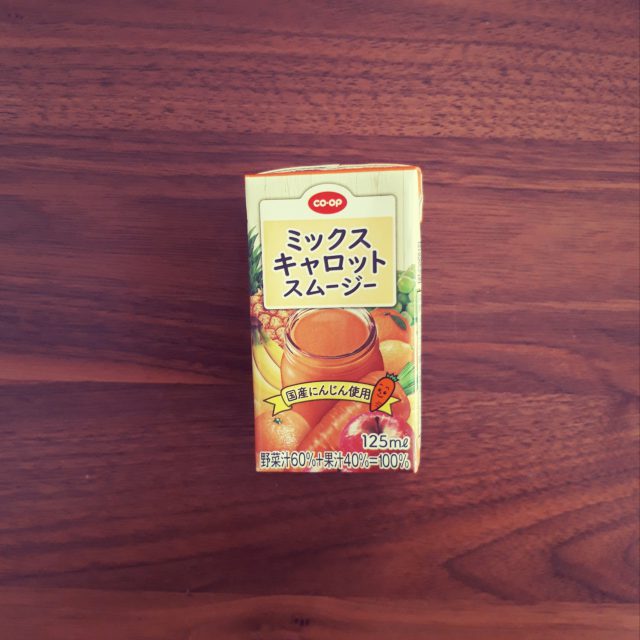 CO・OP
ミックス
キャロット
スムージー
国産にんじん使用
125mℓ
野菜汁60%+果汁40%=100%